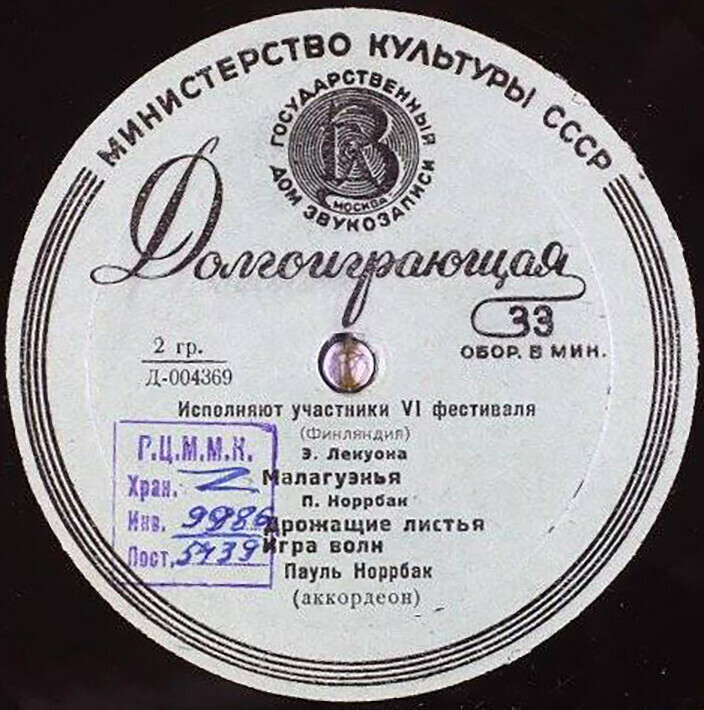 МИНИСТЕРСТВО КУЛЬТУРЫ СССР
ГОСУДАРСТВЕННЫЙ
ДОМ ЗВУКОЗАПИСИ
МОСКВА
Долгоиграющая
33
ОБОР. В МИН.
2 гр.
Д-004369
Исполняют участники VI фестиваля
(Финляндия)
Э. Лекуона
Малагуэнья
П. Норрбак
Дрожащие листья
Игра волн
Пауль Норрбак
(аккордеон)
Г.Ц.М.М.К.
Хран. 2
Инв. 9986
Пост. 5439